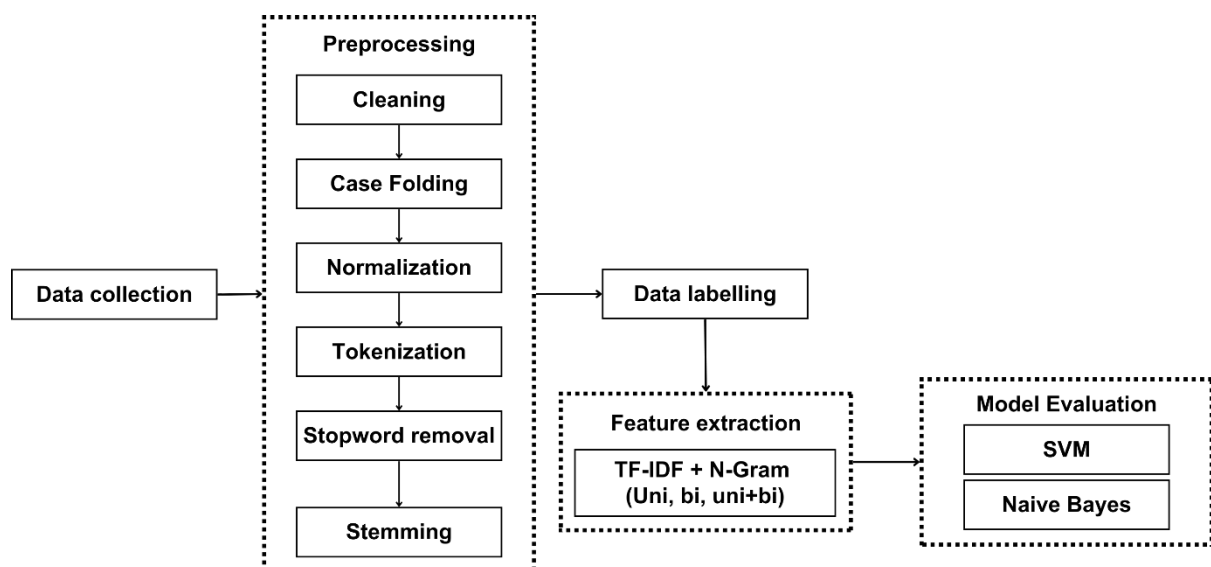 Data collection
Preprocessing
Cleaning
Case Folding
Normalization
Tokenization
Stopword removal
Stemming
Data labelling
Feature extraction
TF-IDF + N-Gram
(Uni, bi, uni+bi)
Model Evaluation
SVM
Naive Bayes